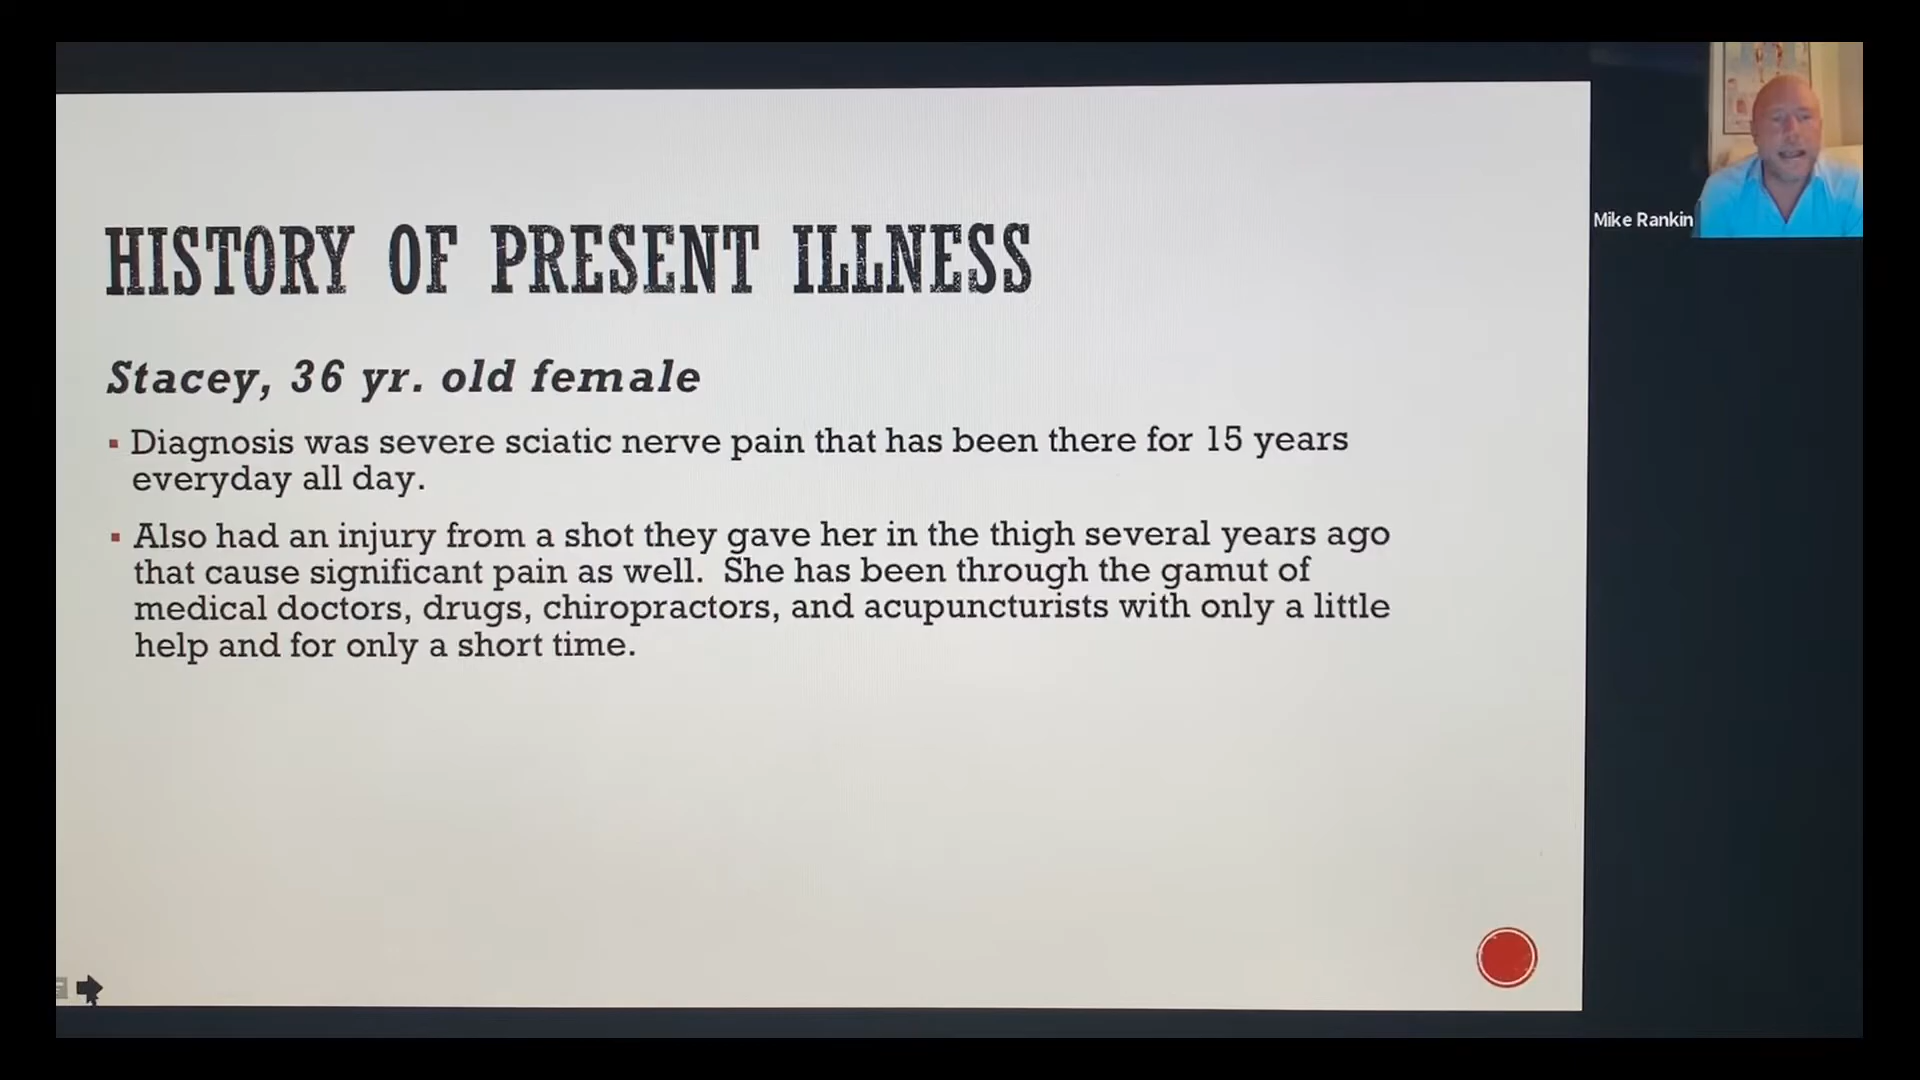 HISTORY OF PRESENT ILLNESS
Stacey, 36 yr. old female
▪ Diagnosis was severe sciatic nerve pain that has been there for 15 years
everyday all day.
▪ Also had an injury from a shot they gave her in the thigh several years ago
that cause significant pain as well. She has been through the gamut of
medical doctors, drugs, chiropractors, and acupuncturists with only a little
help and for only a short time.
Mike Rankin